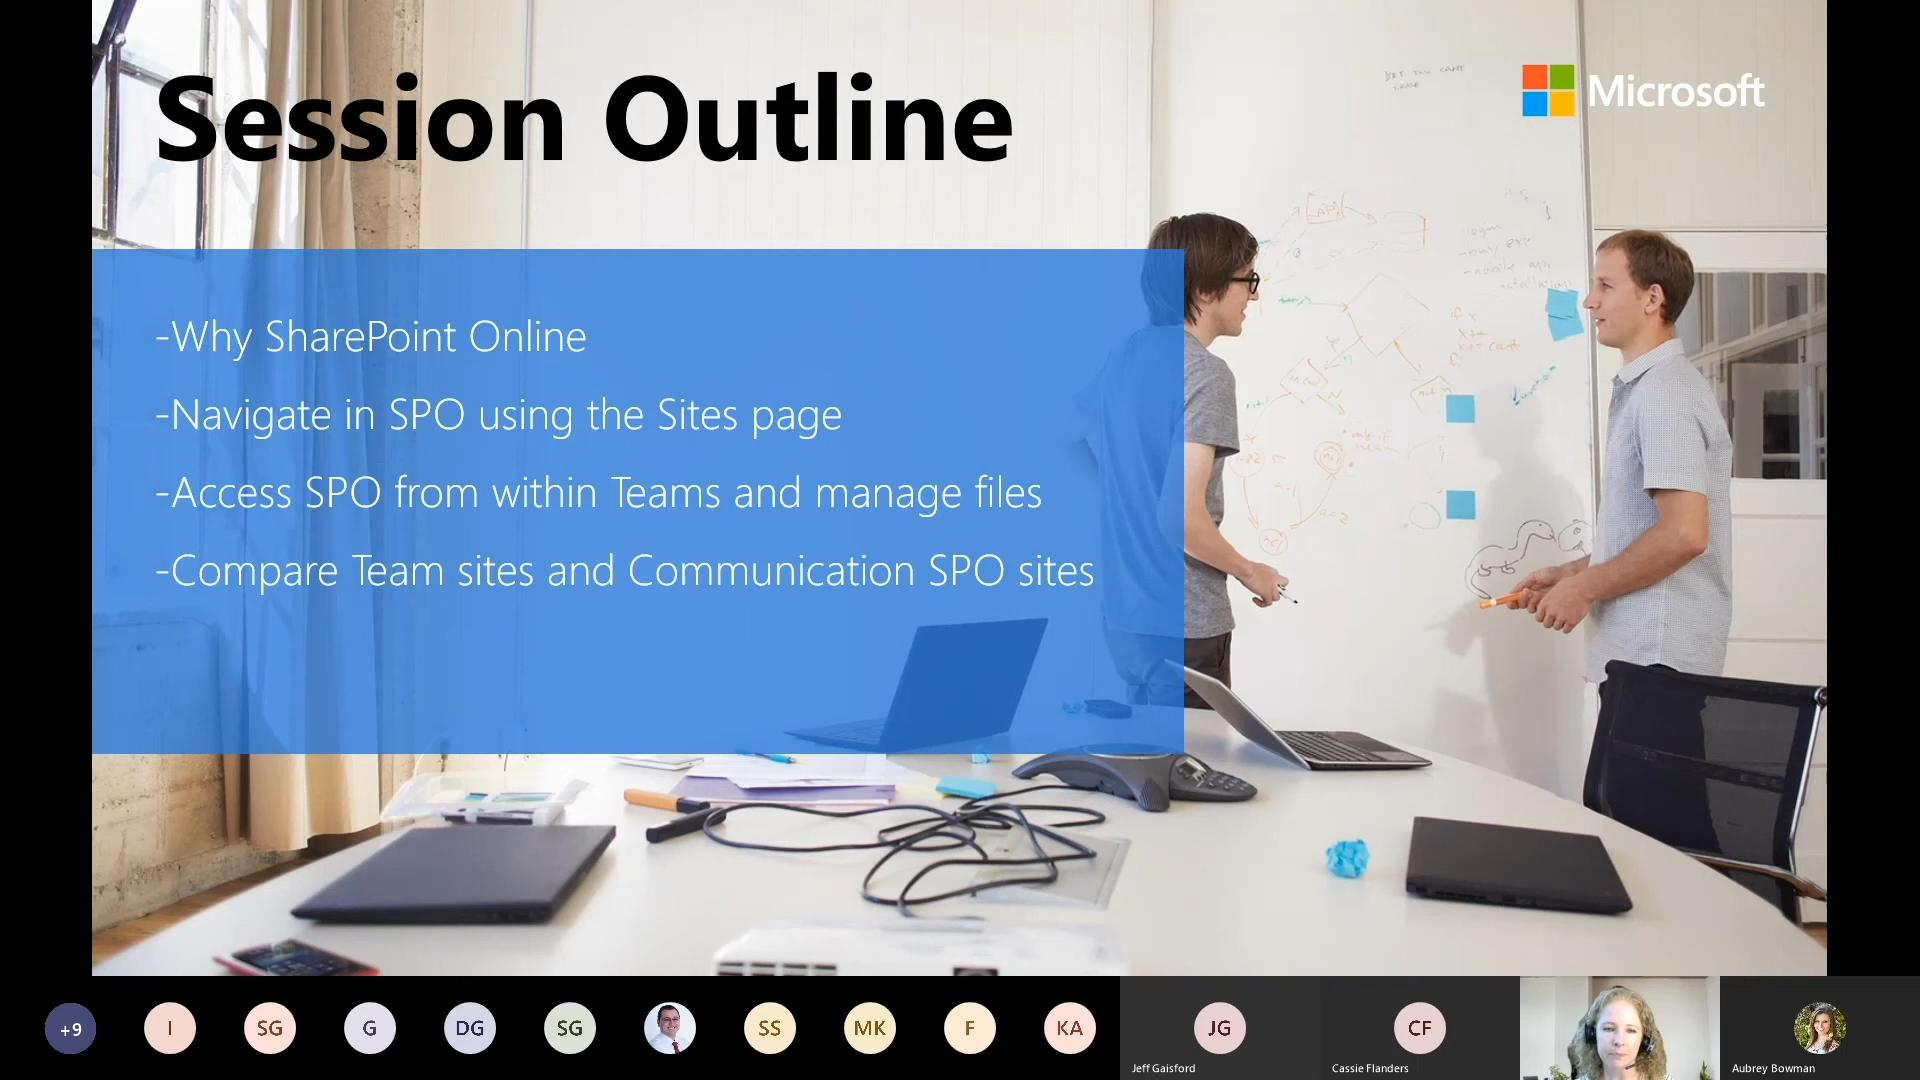 Session Outline
Microsoft
-Why SharePoint Online
-Navigate in SPO using the Sites page
-Access SPO from within Teams and manage files
-Compare Team sites and Communication SPO sites
+9
I
SG
G
DG
SG
SS
MK
F
KA
JG
CF
Jeff Gaisford
Cassie Flanders
Aubrey Bowman